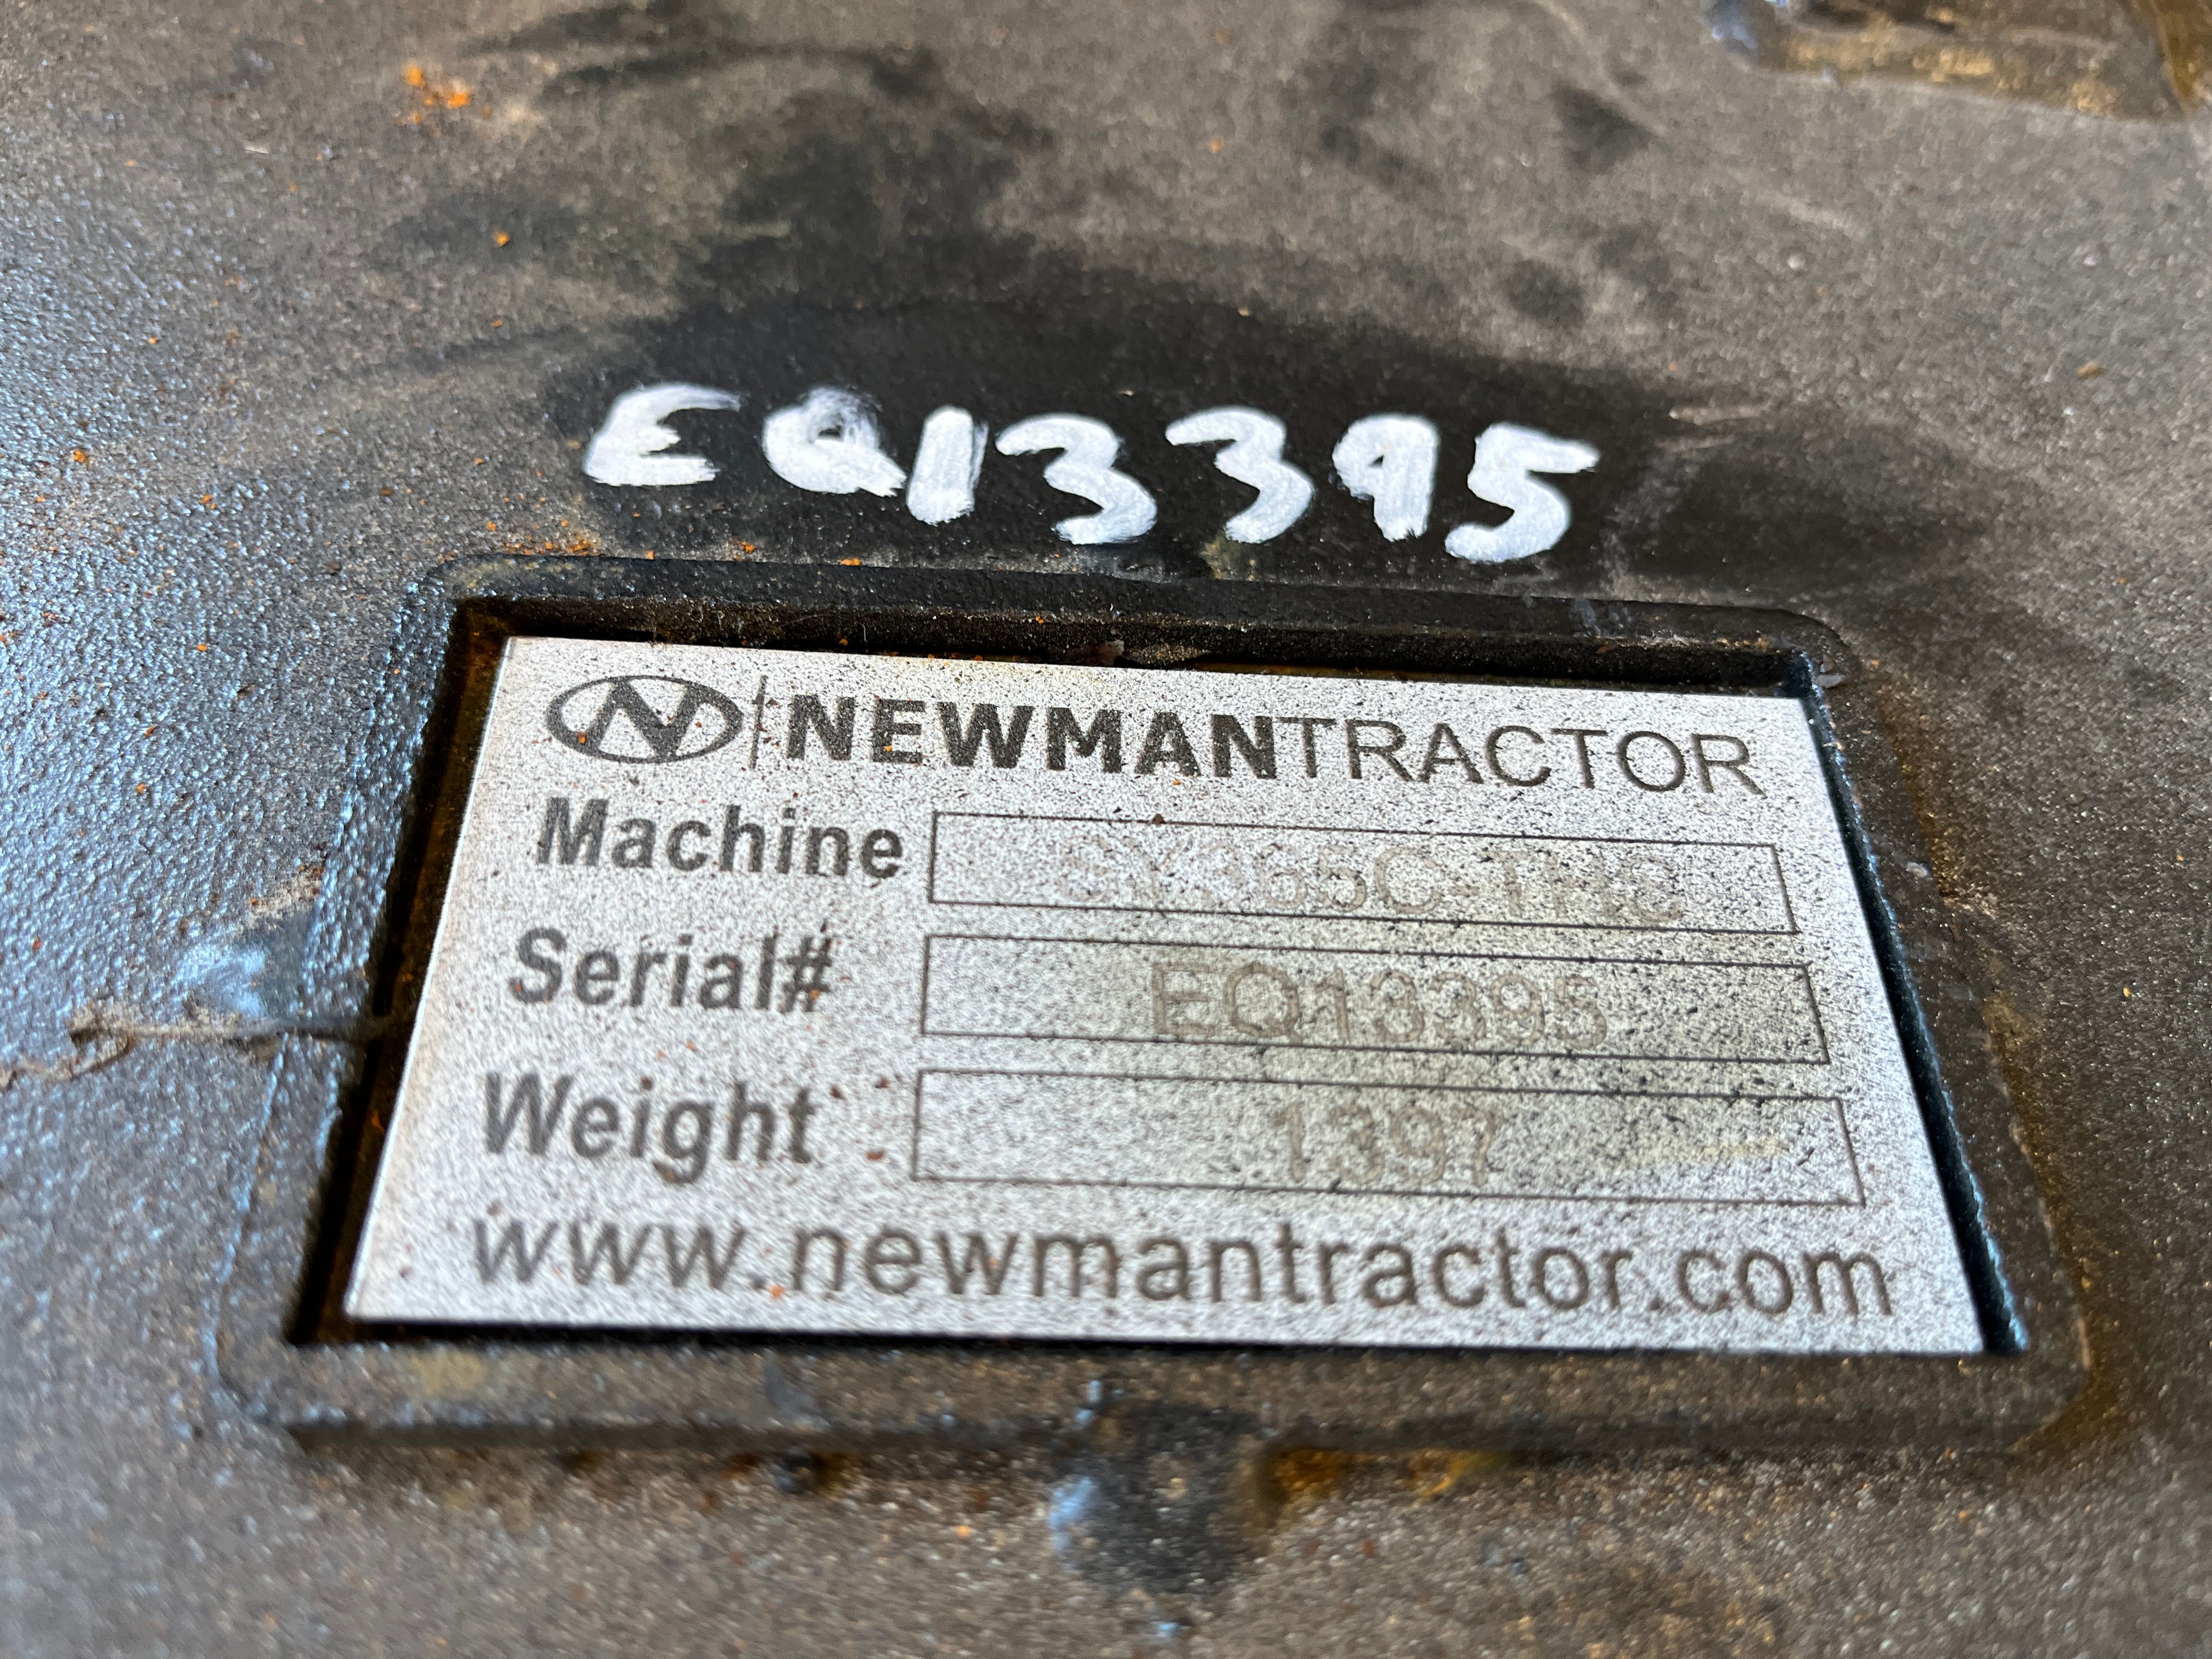 EQ13395
N NEWMANTRACTOR
Machine
Serial# EQ13395
Weight 1397
www.newmantractor.com